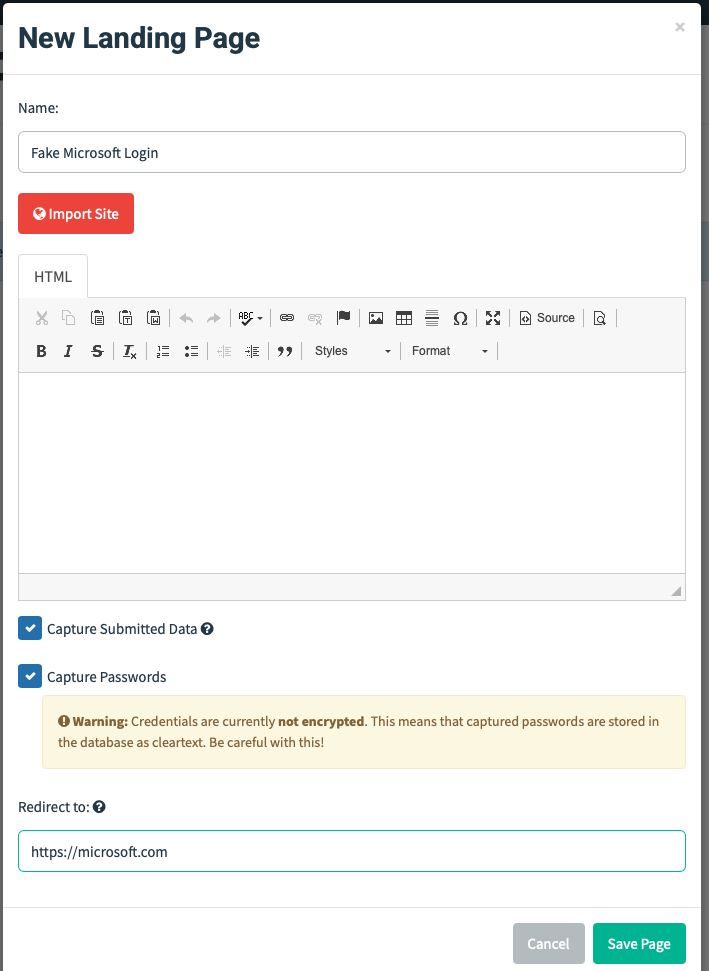 New Landing Page
×
Name:
Fake Microsoft Login
Import Site
HTML
ABC
Source
B I S Ix
Styles
Format
Capture Submitted Data
Capture Passwords
Warning: Credentials are currently not encrypted. This means that captured passwords are stored in
the database as cleartext. Be careful with this!
Redirect to:
https://microsoft.com
Cancel
Save Page